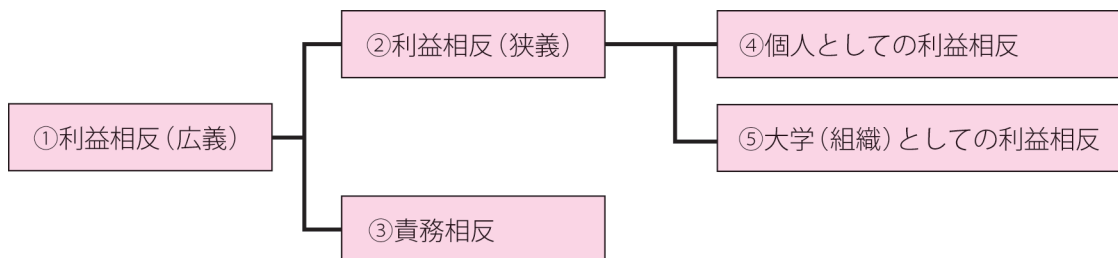 ①利益相反（広義）
②利益相反（狭義）
③責務相反
④個人としての利益相反
⑤大学（組織）としての利益相反